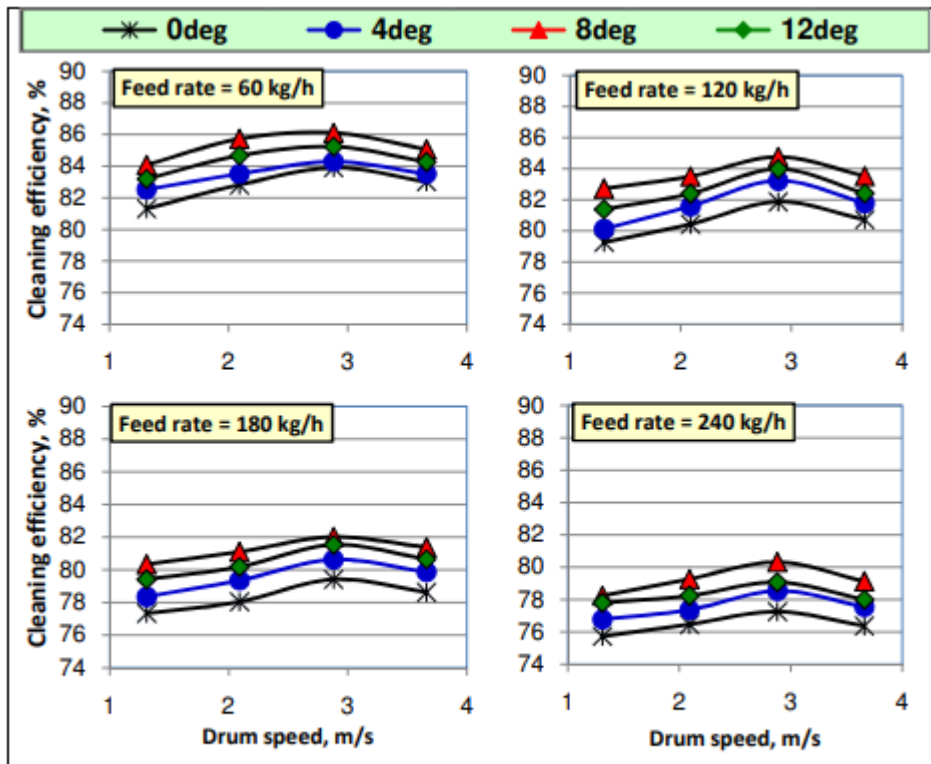 0deg 4deg 8deg 12deg
Feed rate = 60 kg/h
Cleaning efficiency, %
90
88
86
84
82
80
78
76
74
1 2 3 4
Feed rate = 120 kg/h
90
88
86
84
82
80
78
76
74
1 2 3 4
Feed rate = 180 kg/h
Cleaning efficiency, %
90
88
86
84
82
80
78
76
74
1 2 3 4
Drum speed, m/s
Feed rate = 240 kg/h
90
88
86
84
82
80
78
76
74
1 2 3 4
Drum speed, m/s